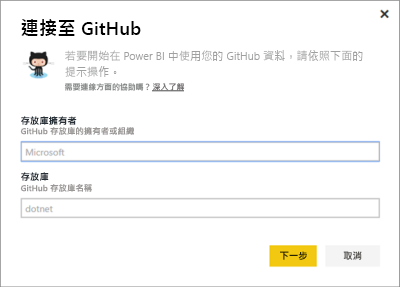 連接至 GitHub
若要開始在 Power BI 中使用您的 GitHub 資料，請依照下面的
提示操作。
需要連線方面的協助嗎？深入了解
存放庫擁有者
GitHub 存放庫的擁有者或組織
Microsoft
存放庫
GitHub 存放庫名稱
dotnet
下一步 取消